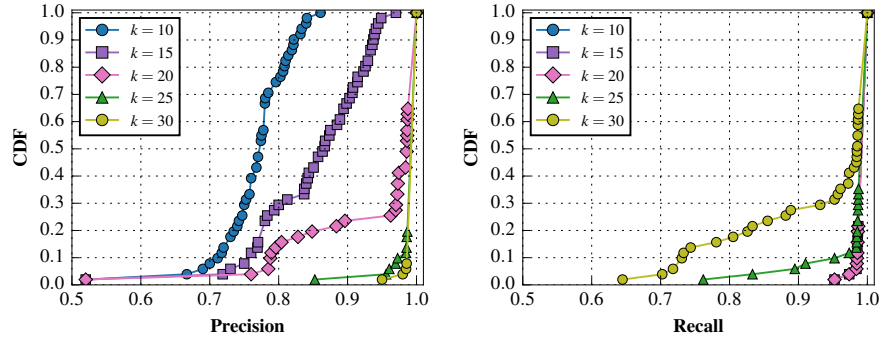 1.0
0.9
0.8
0.7
0.6
0.5
0.4
0.3
0.2
0.1
0.0
CDF
k = 10
k = 15
k = 20
k = 25
k = 30
0.5 0.6 0.7 0.8 0.9 1.0
Precision
1.0
0.9
0.8
0.7
0.6
0.5
0.4
0.3
0.2
0.1
0.0
CDF
k = 10
k = 15
k = 20
k = 25
k = 30
0.5 0.6 0.7 0.8 0.9 1.0
Recall